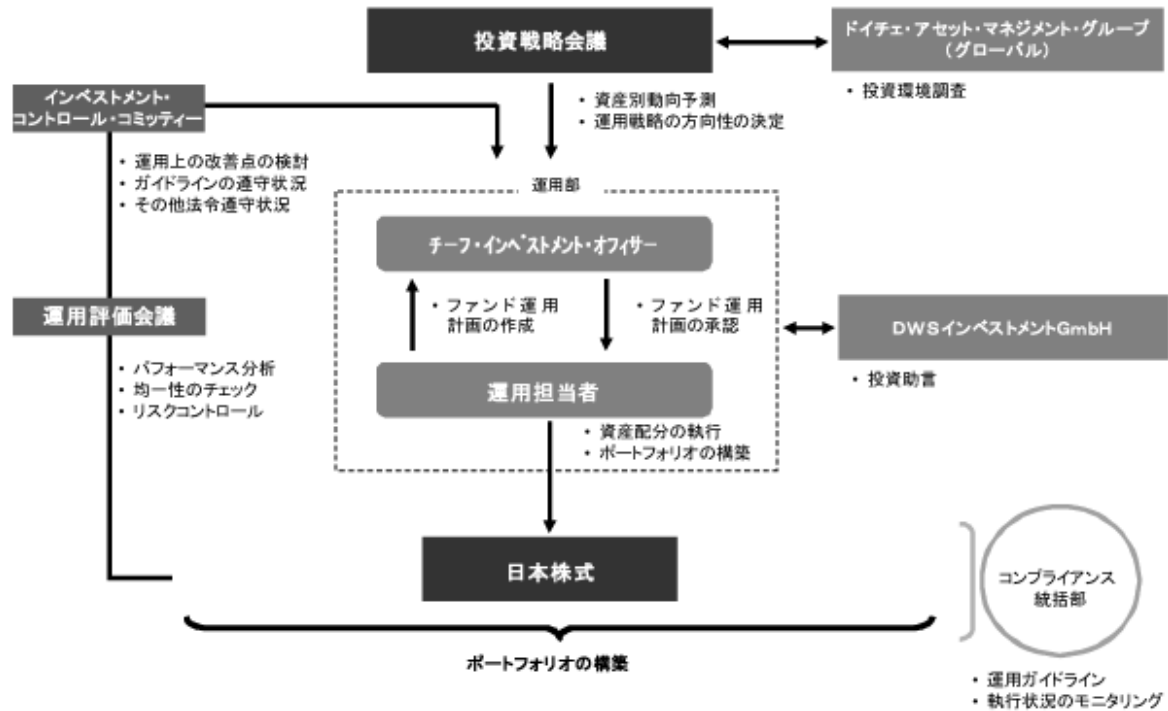 投資戦略会議
ドイチェ・アセット・マネジメント・グループ
(グローバル)
・投資環境調査
インベストメント・
コントロール・コミッティー
・資産別動向予測
・運用戦略の方向性の決定
・運用上の改善点の検討
・ガイドラインの遵守状況
・その他法令遵守状況
運用部
チーフ・インベストメント・オフィサー
・ファンド運用
計画の作成
・ファンド運用
計画の承認
運用評価会議
DWSインベストメントGmbH
・投資助言
・パフォーマンス分析
・均一性のチェック
・リスクコントロール
運用担当者
・資産配分の執行
・ポートフォリオの構築
日本株式
コンプライアンス
統括部
ポートフォリオの構築
・運用ガイドライン
・執行状況のモニタリング